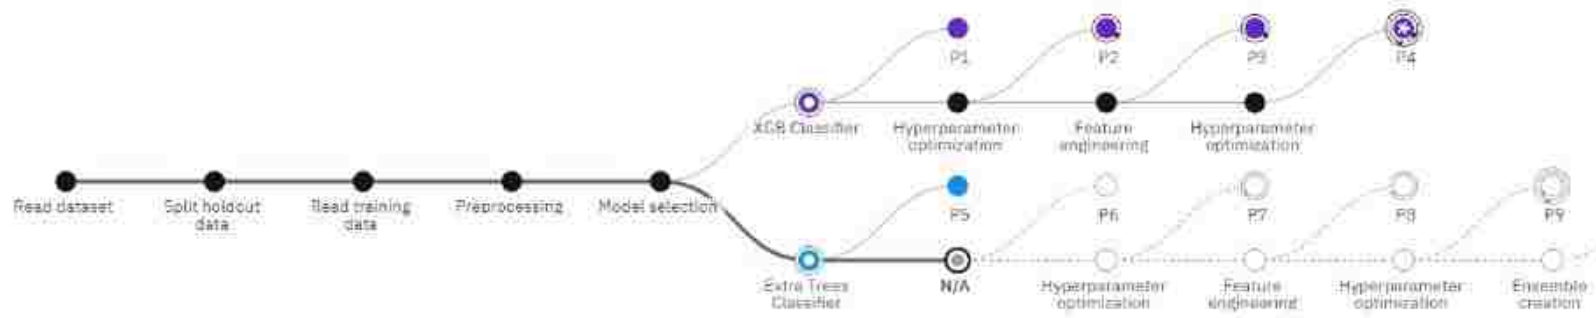 P1
P2
P3
P4
XGB Classifier
Hyperparameter
optimization
Feature
engineering
Hyperparameter
optimization
Read dataset
Split holdout
data
Read training
data
Preprocessing
Model selection
P5
P6
P7
P8
P9
Extra Trees
Classifier
N/A
Hyperparameter
optimization
Feature
engineering
Hyperparameter
optimization
Ensemble
creation